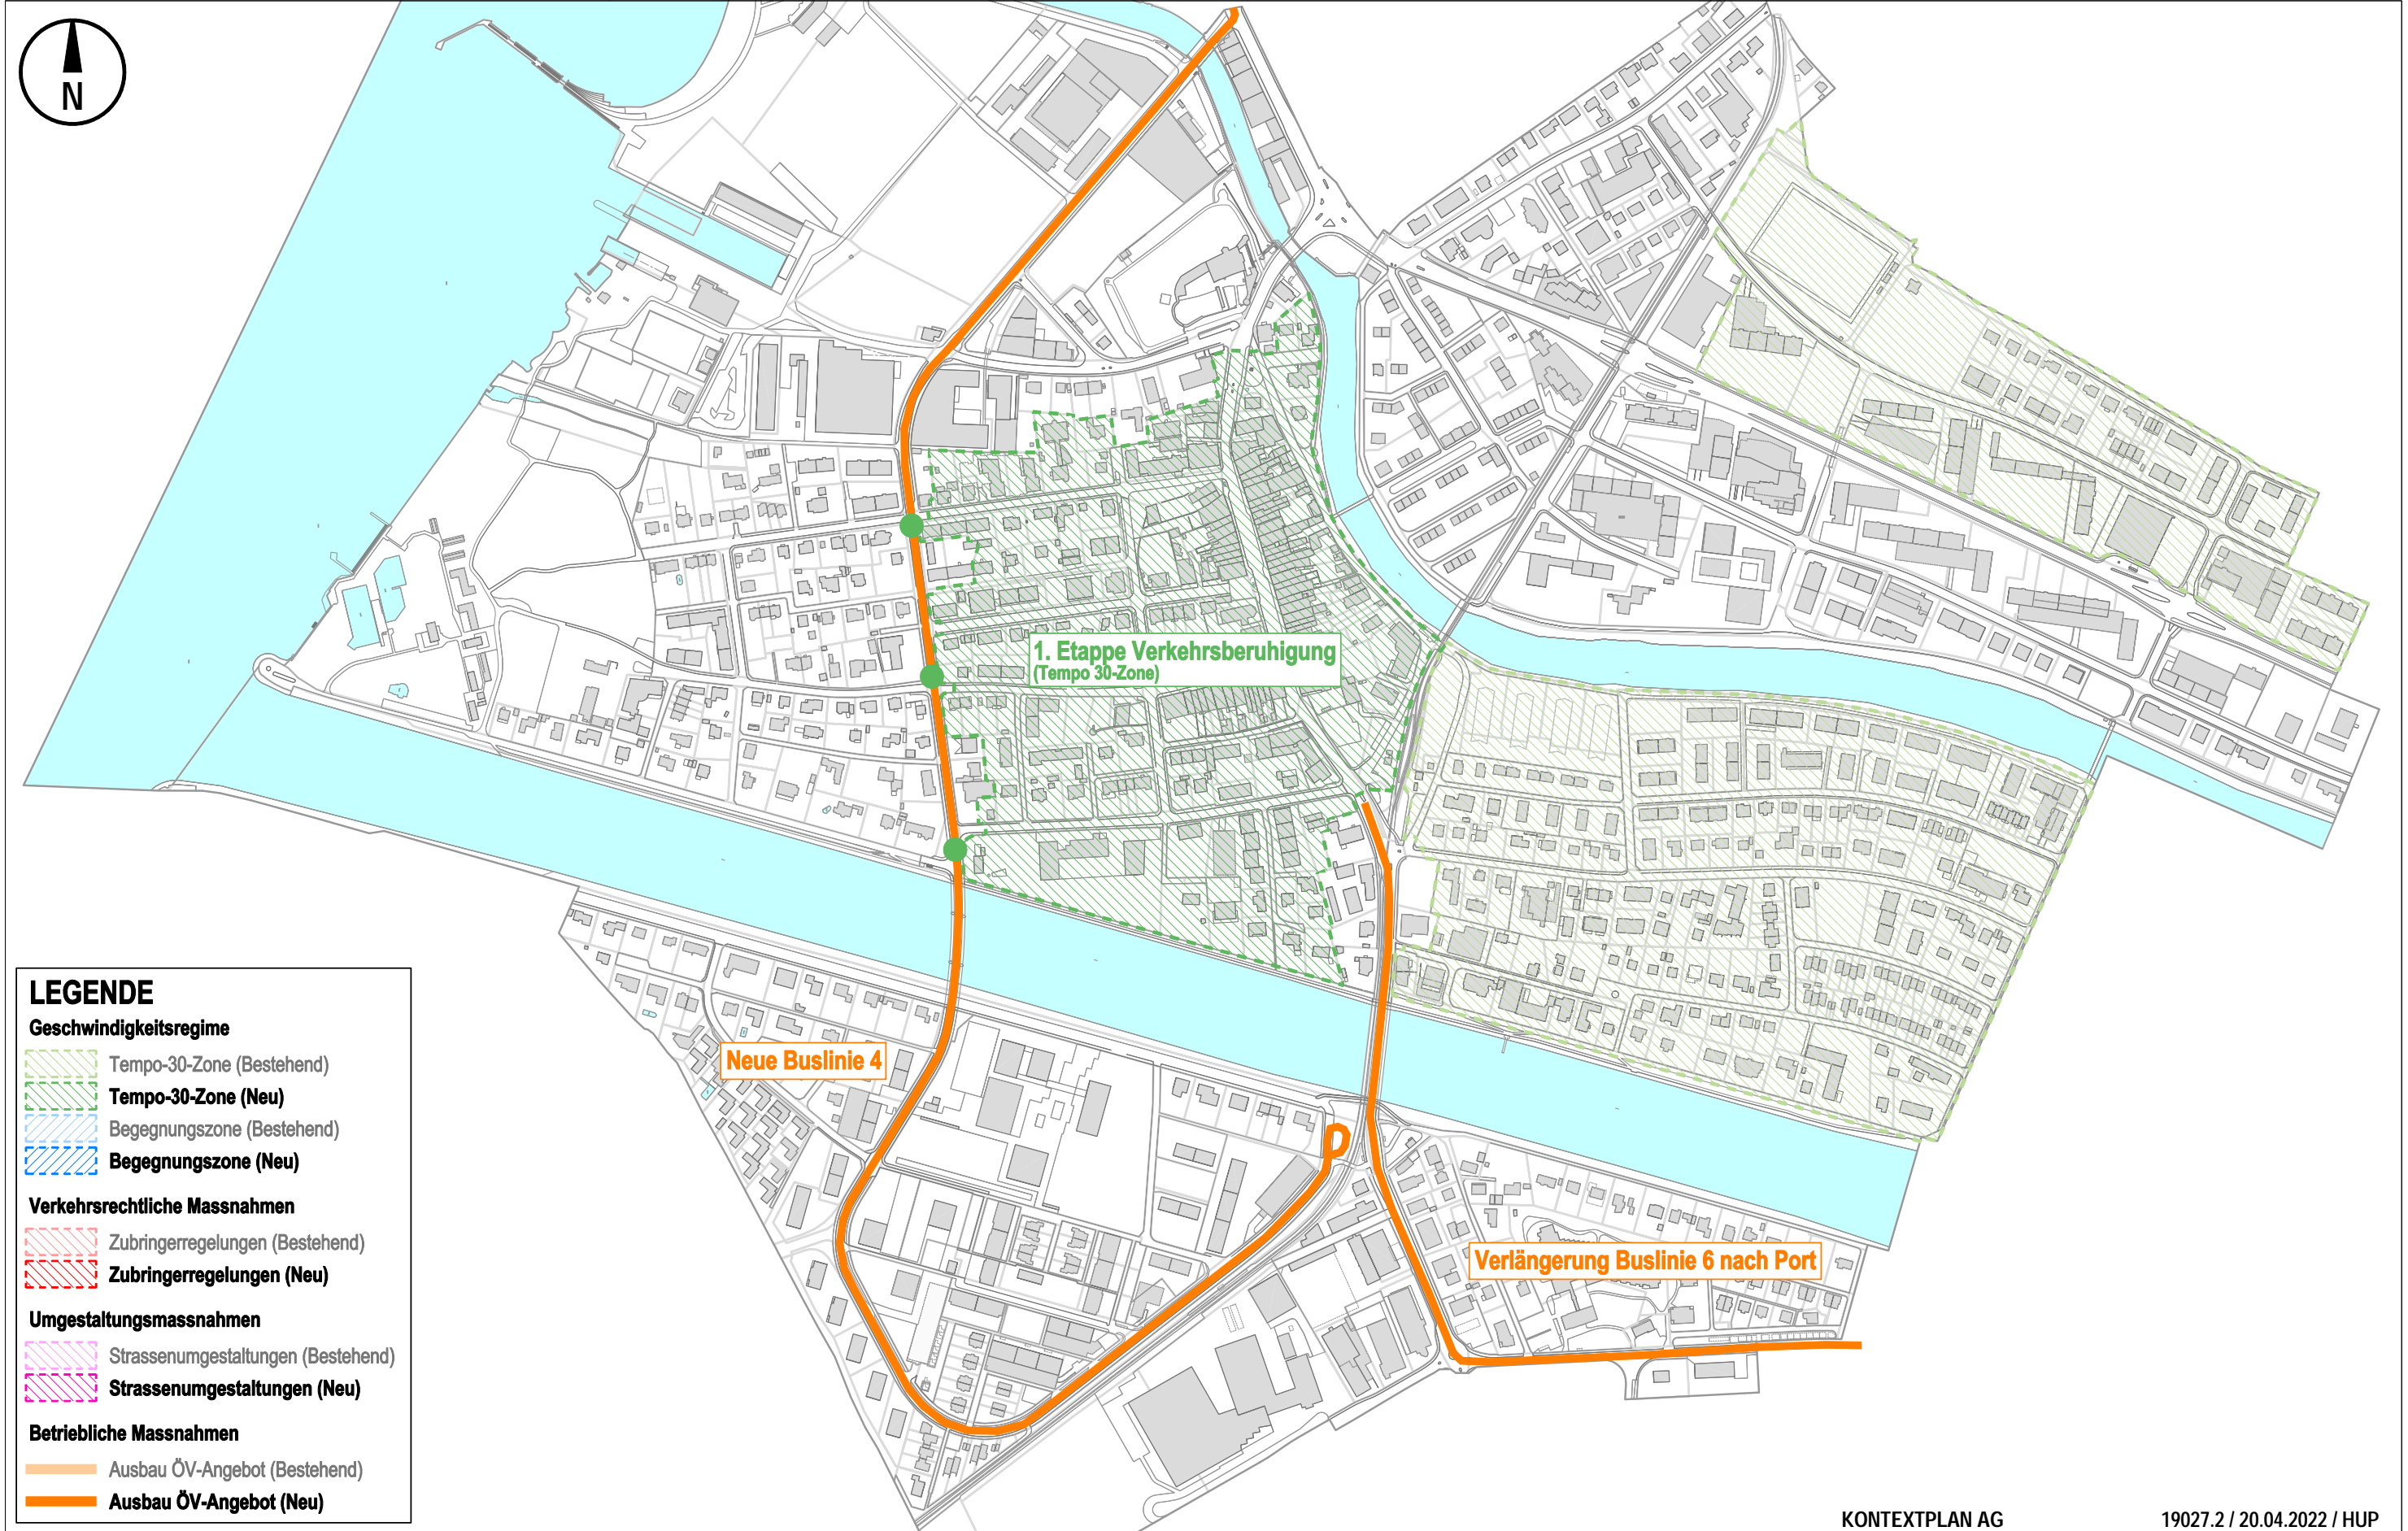 N
1. Etappe Verkehrsberuhigung
(Tempo 30-Zone)
Neue Buslinie 4
Verlängerung Buslinie 6 nach Port
LEGENDE
Geschwindigkeitsregime
Tempo-30-Zone (Bestehend)
Tempo-30-Zone (Neu)
Begegnungszone (Bestehend)
Begegnungszone (Neu)
Verkehrsrechtliche Massnahmen
Zubringerregelungen (Bestehend)
Zubringerregelungen (Neu)
Umgestaltungsmassnahmen
Strassenumgestaltungen (Bestehend)
Strassenumgestaltungen (Neu)
Betriebliche Massnahmen
Ausbau ÖV-Angebot (Bestehend)
Ausbau ÖV-Angebot (Neu)
KONTEXTPLAN AG 19027.2 / 20.04.2022 / HUP